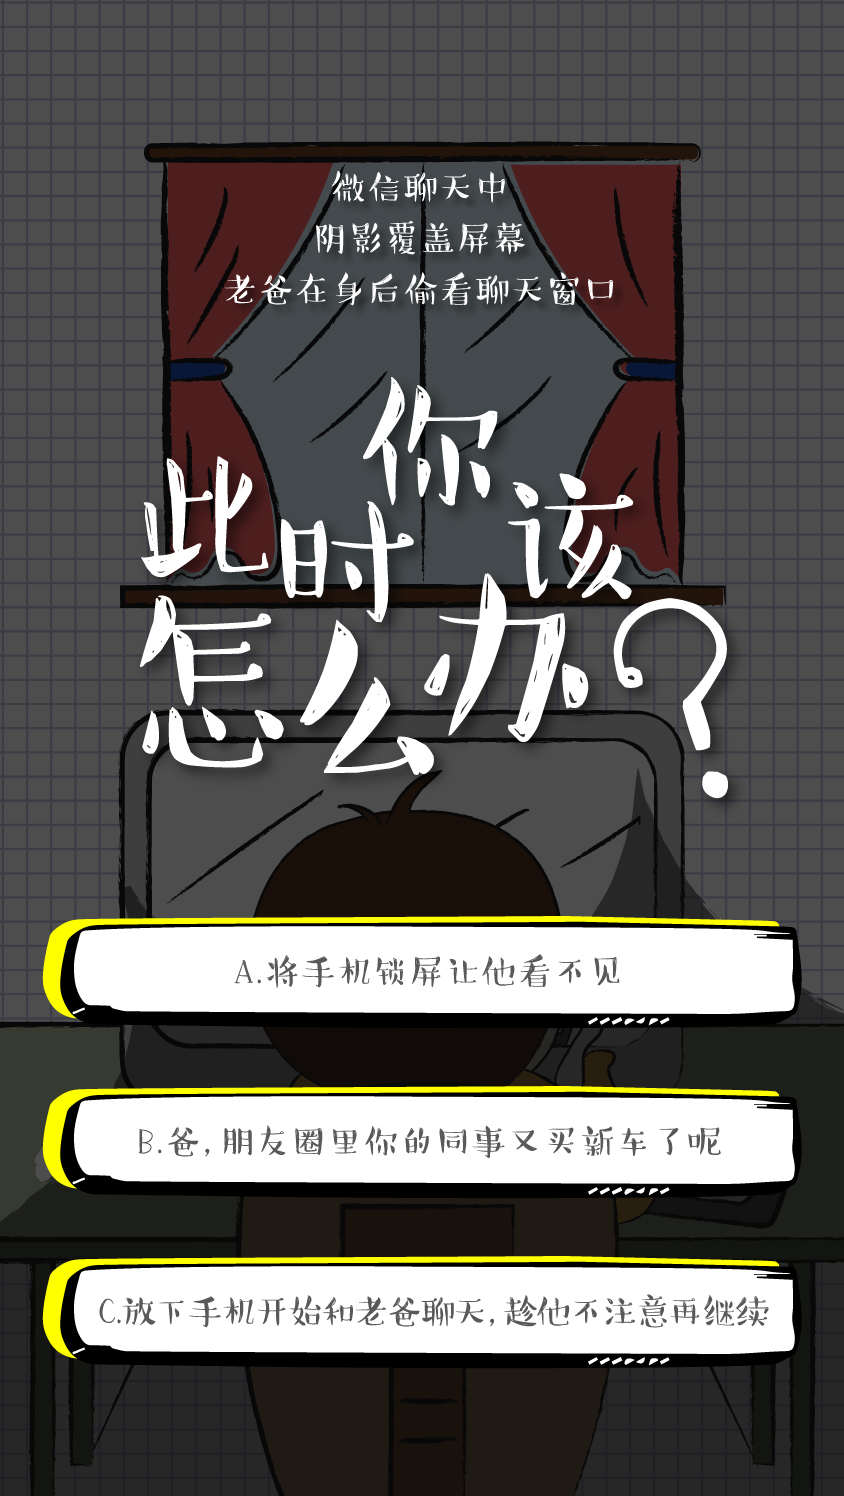 微信聊天中
阴影覆盖屏幕
老爸在身后偷看聊天窗口
此时你该
怎么办?
A.将手机锁屏让他看不见
B.爸,朋友圈里你的同事又买新车了呢
C.放下手机开始和老爸聊天,趁他不注意再继续